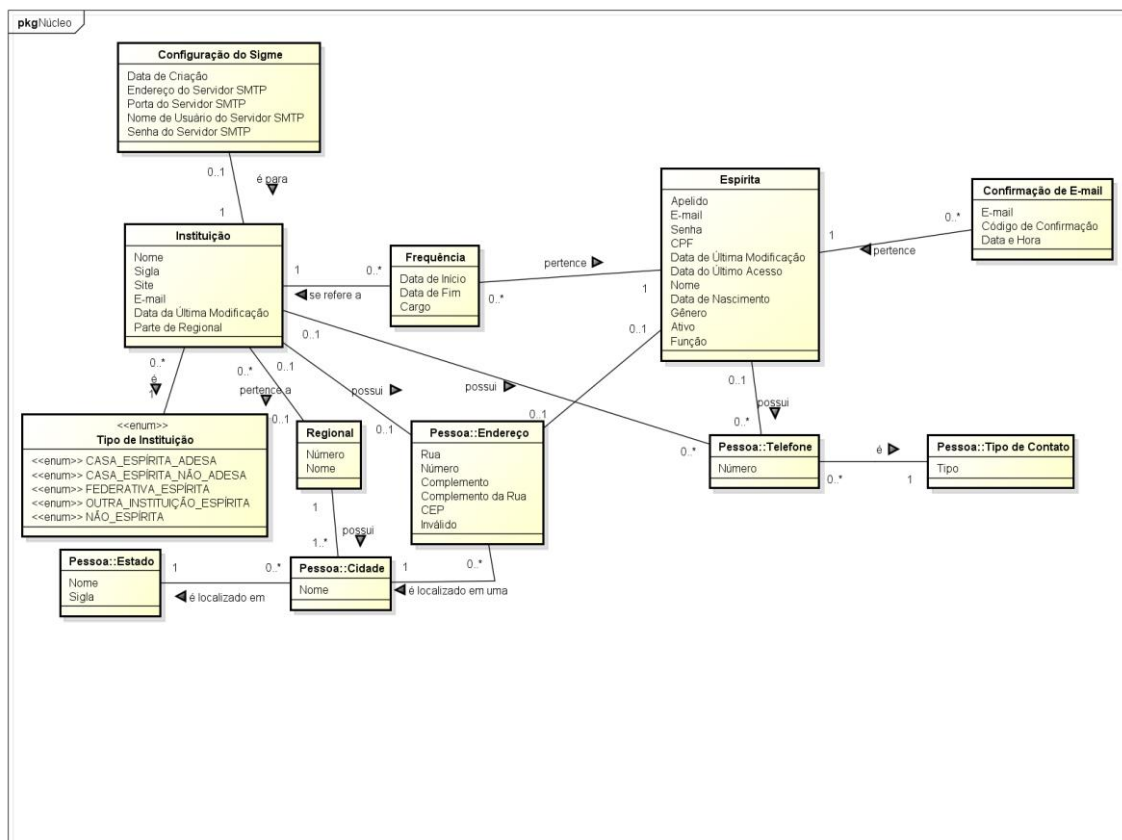 pkg Núcleo
Configuração do Sigme
Data de Criação
Endereço do Servidor SMTP
Porta do Servidor SMTP
Nome de Usuário do Servidor SMTP
Senha do Servidor SMTP
0..1
é para
1
Instituição
Nome
Sigla
Site
E-mail
Data da Última Modificação
Parte de Regional
1
0..*
se refere a
Frequência
Data de Início
Data de Fim
Cargo
pertence
0..*
1
Espírita
Apelido
E-mail
Senha
CPF
Data de Última Modificação
Data do Último Acesso
Nome
Data de Nascimento
Gênero
Ativo
Função
1
0..*
pertence
Confirmação de E-mail
E-mail
Código de Confirmação
Data e Hora
0..*
é
1
0..*
pertence a
0..1
0..1
possui
0..1
0..1
possui
0..*
0..1
0..1
0..1
possui
0..*
<<enum>>
Tipo de Instituição
<<enum>> CASA_ESPÍRITA_ADESA
<<enum>> CASA_ESPÍRITA_NÃO_ADESA
<<enum>> FEDERATIVA_ESPÍRITA
<<enum>> OUTRA_INSTITUIÇÃO_ESPÍRITA
<<enum>> NÃO_ESPÍRITA
Regional
Número
Nome
1
possui
1..*
Pessoa::Endereço
Rua
Número
Complemento
Complemento da Rua
CEP
Inválido
Pessoa::Telefone
Número
é
0..*
1
Pessoa::Tipo de Contato
Tipo
Pessoa::Estado
Nome
Sigla
1
0..*
é localizado em
Pessoa::Cidade
Nome
1
0..*
é localizado em uma